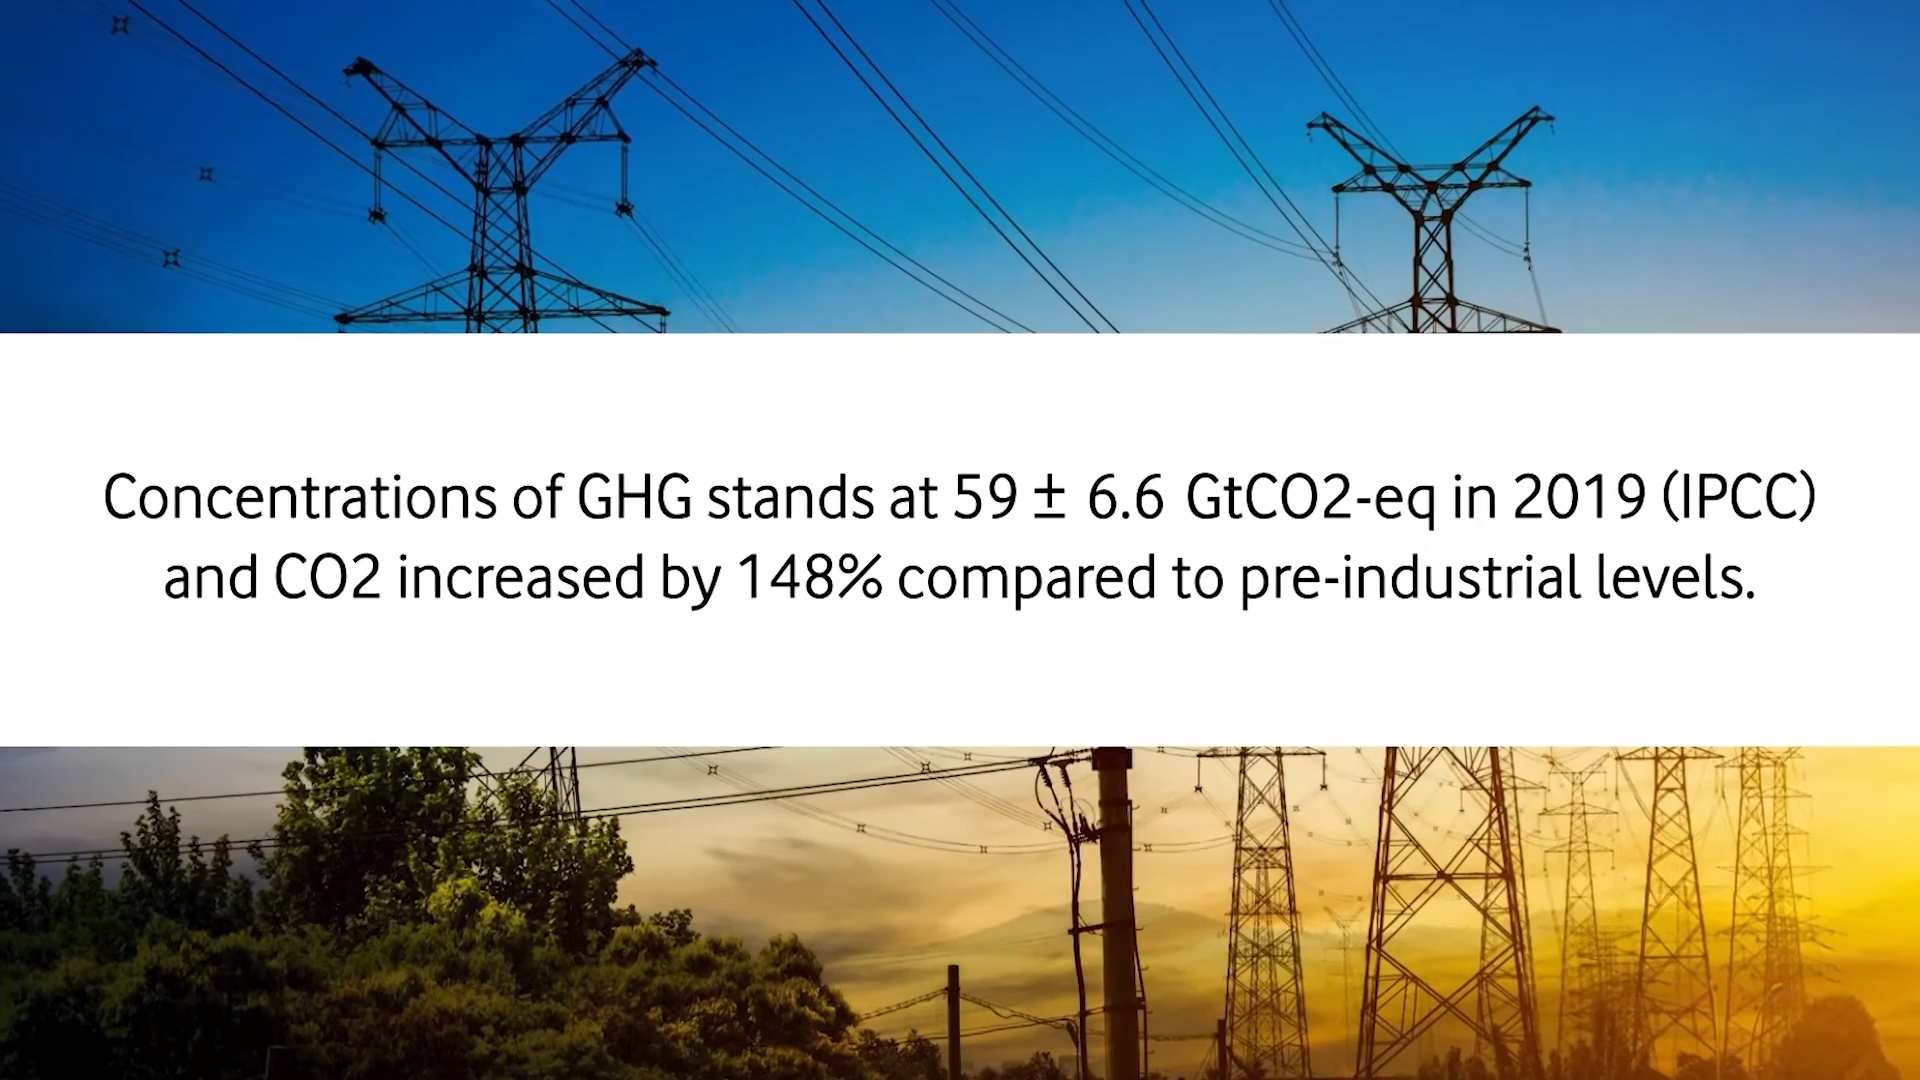 Concentrations of GHG stands at 59 ± 6.6 GtCO2-eq in 2019 (IPCC)
and CO2 increased by 148% compared to pre-industrial levels.